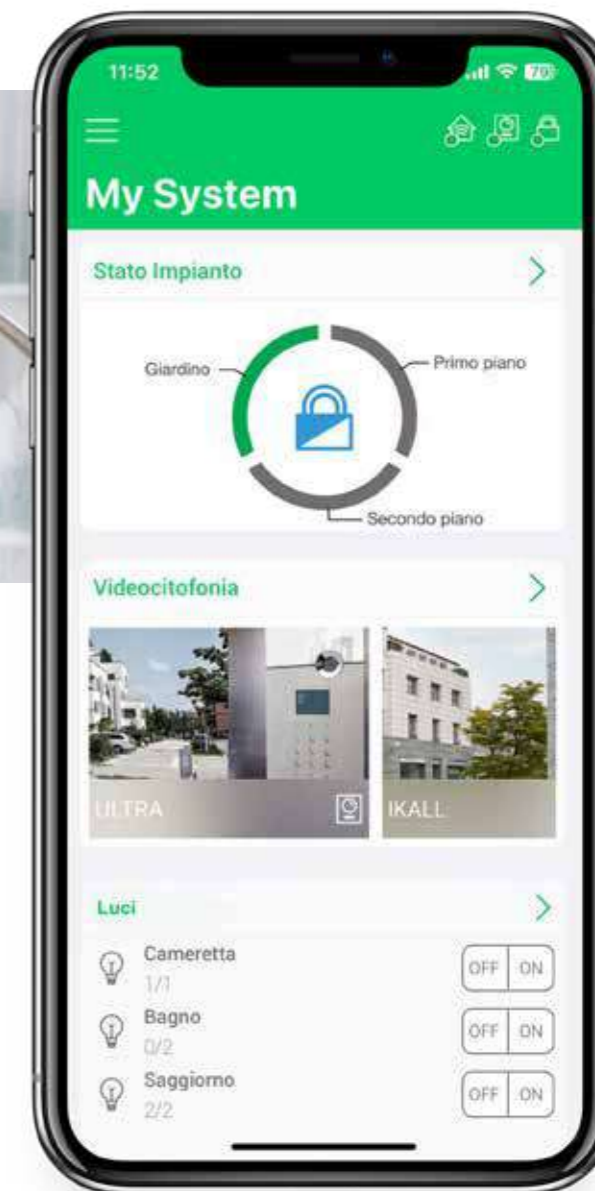 11:52
79
My System
Stato Impianto
Giardino
Primo piano
Secondo piano
Videocitofonia
ULTRA
IKALL
Luci
Cameretta
1/1
OFF ON
Bagno
0/2
OFF ON
Saggiorno
2/2
OFF ON